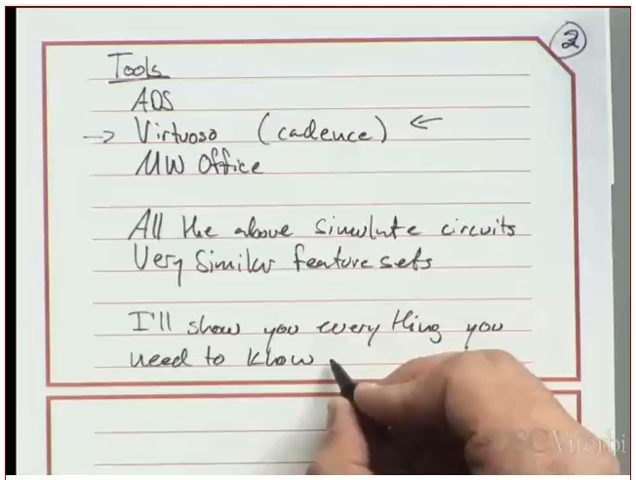 2
Tools
ADS
→ Virtuoso (cadence) ←
MW Office
All the above simulate circuits
Very similar feature sets
I'll show you everything you
need to know
SCViterbi